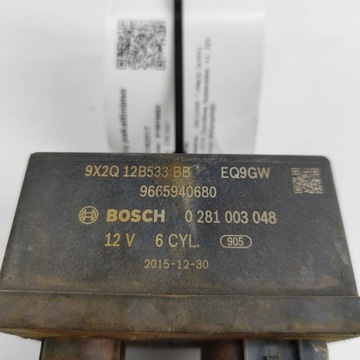 9X2Q 12B533 BB EQ9GW
9665940680
BOSCH 0 281 003 048
12 V 6 CYL. 905
2015-12-30